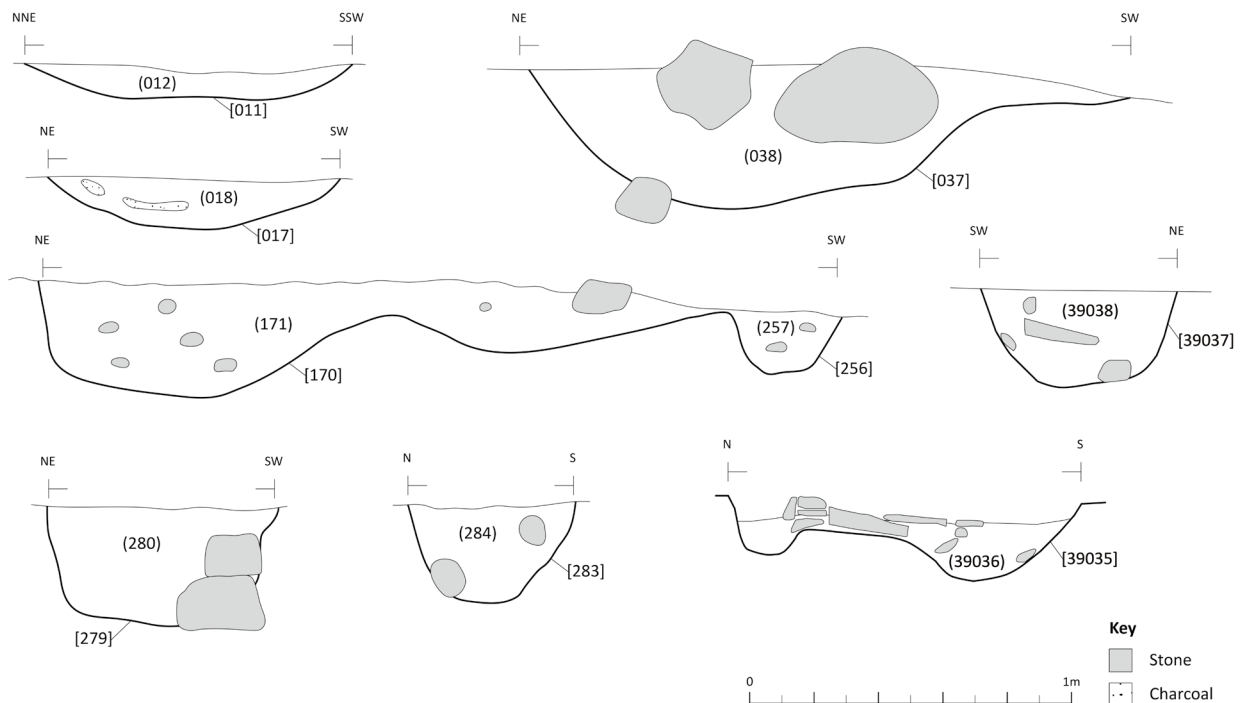 NNE SSW
(012)
[011]
NE SW
(038)
[037]
NE SW
(018)
[017]
NE SW
(171)
[170]
(257)
[256]
SW NE
(39038)
[39037]
NE SW
(280)
[279]
N S
(284)
[283]
N S
(39036)
[39035]
Key
Stone
Charcoal
0 1m